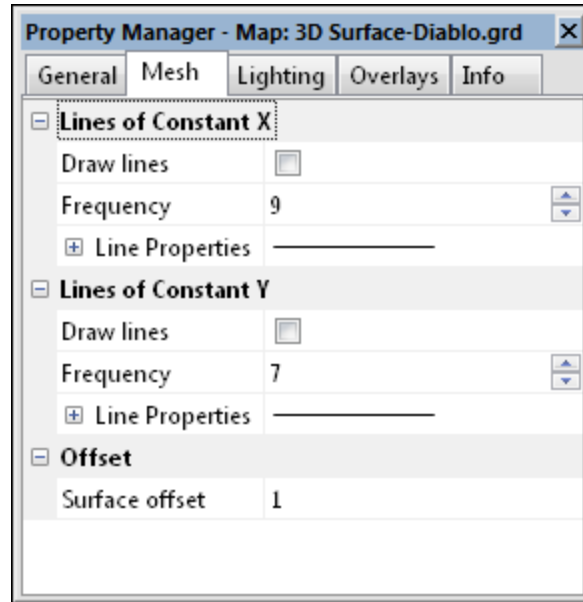 Property Manager - Map: 3D Surface-Diablo.grd
General Mesh Lighting Overlays Info
Lines of Constant X
Draw lines
Frequency 9
Line Properties
Lines of Constant Y
Draw lines
Frequency 7
Line Properties
Offset
Surface offset 1